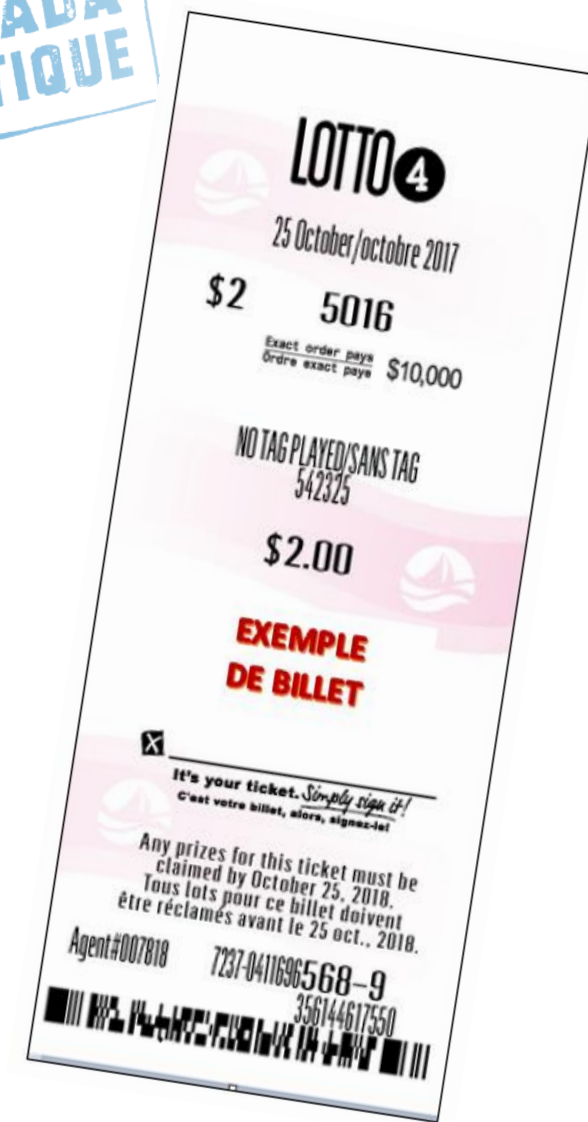 ADA
TIQUE
LOTTO 4
25 October/octobre 2017
$2 5016
Exact order pays
Ordre exact paye $10,000
NO TAG PLAYED/SANS TAG
542325
$2.00
EXEMPLE
DE BILLET
X
It's your ticket. Simply sign it!
C'est votre billet, alors, signez-le!
Any prizes for this ticket must be
claimed by October 25, 2018.
Tous lots pour ce billet doivent
être réclamés avant le 25 oct., 2018.
Agent#007818 7237-0411696568-9
356144617550